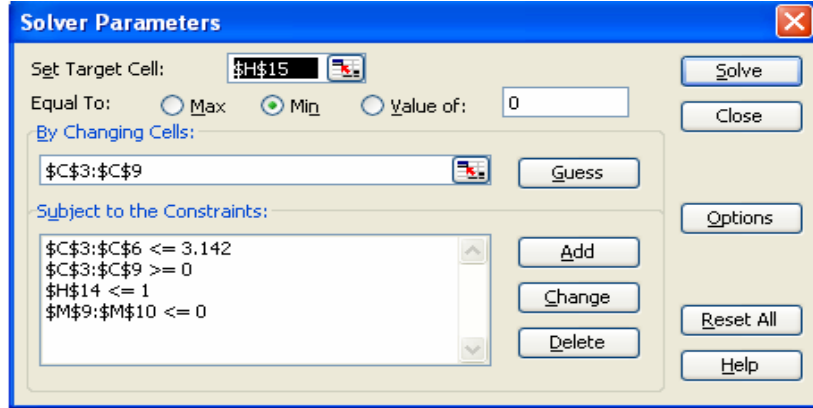 Solver Parameters
Set Target Cell: $H$15 Solve
Equal To: Max Min Value of: 0 Close
By Changing Cells:
$C$3:$C$9 Guess
Subject to the Constraints: Options
$C$3:$C$6 <= 3.142 Add
$C$3:$C$9 >= 0
$H$14 <= 1 Change
$M$9:$M$10 <= 0 Reset All
Delete
Help